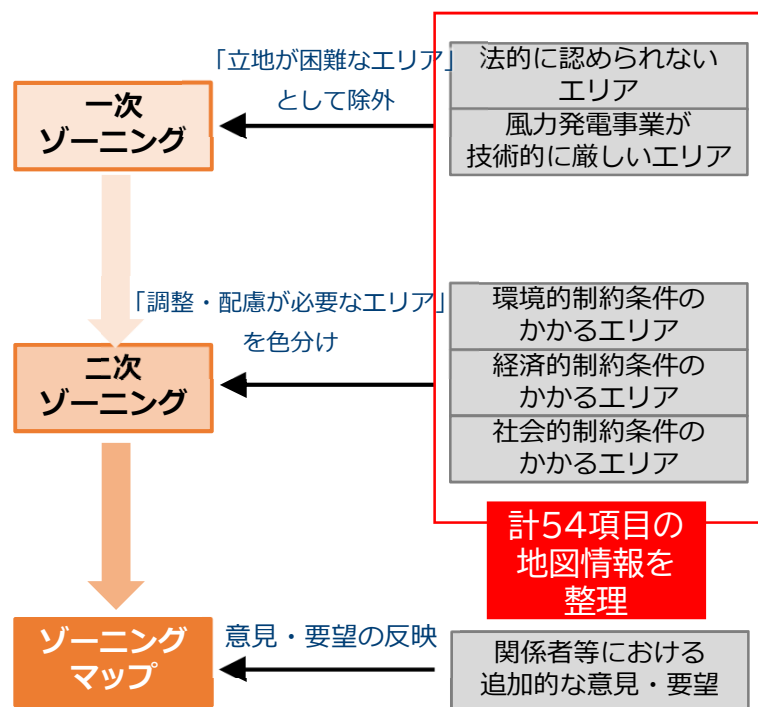 一次
ゾーニング
「立地が困難なエリア」
として除外
法的に認められない
エリア
風力発電事業が
技術的に厳しいエリア
二次
ゾーニング
「調整・配慮が必要なエリア」
を色分け
環境的制約条件の
かかるエリア
経済的制約条件の
かかるエリア
社会的制約条件の
かかるエリア
計54項目の
地図情報を
整理
ゾーニング
マップ
意見・要望の反映
関係者等における
追加的な意見・要望